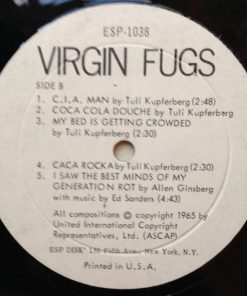 ESP-1038
VIRGIN FUGS
SIDE B
1. C.I.A. MAN by Tuli Kupferberg (2:48)
2. COCA COLA DOUCHE by Tuli Kupferberg (2:30)
3. MY BED IS GETTING CROWDED
by Tuli Kupferberg (2:30)
4. CACA ROCKA by Tuli Kupferberg (2:30)
5. I SAW THE BEST MINDS OF MY
GENERATION ROT by Allen Ginsberg
with music by Ed Sanders (4:43)
All compositions © copyright 1965 by
United International Copyright
Representatives, Ltd. (ASCAP)
ESP DISK' 156 Fifth Ave., New York, N.Y.
Printed in U.S.A.